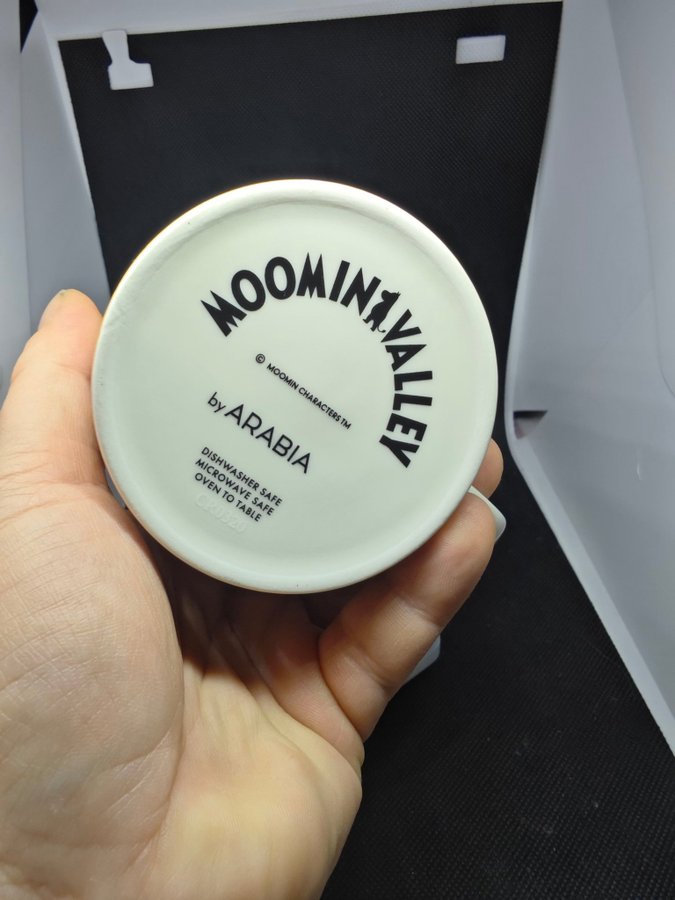 MOOMINVALLEY
© MOOMIN CHARACTERS™
by ARABIA
DISHWASHER SAFE
MICROWAVE SAFE
OVEN TO TABLE